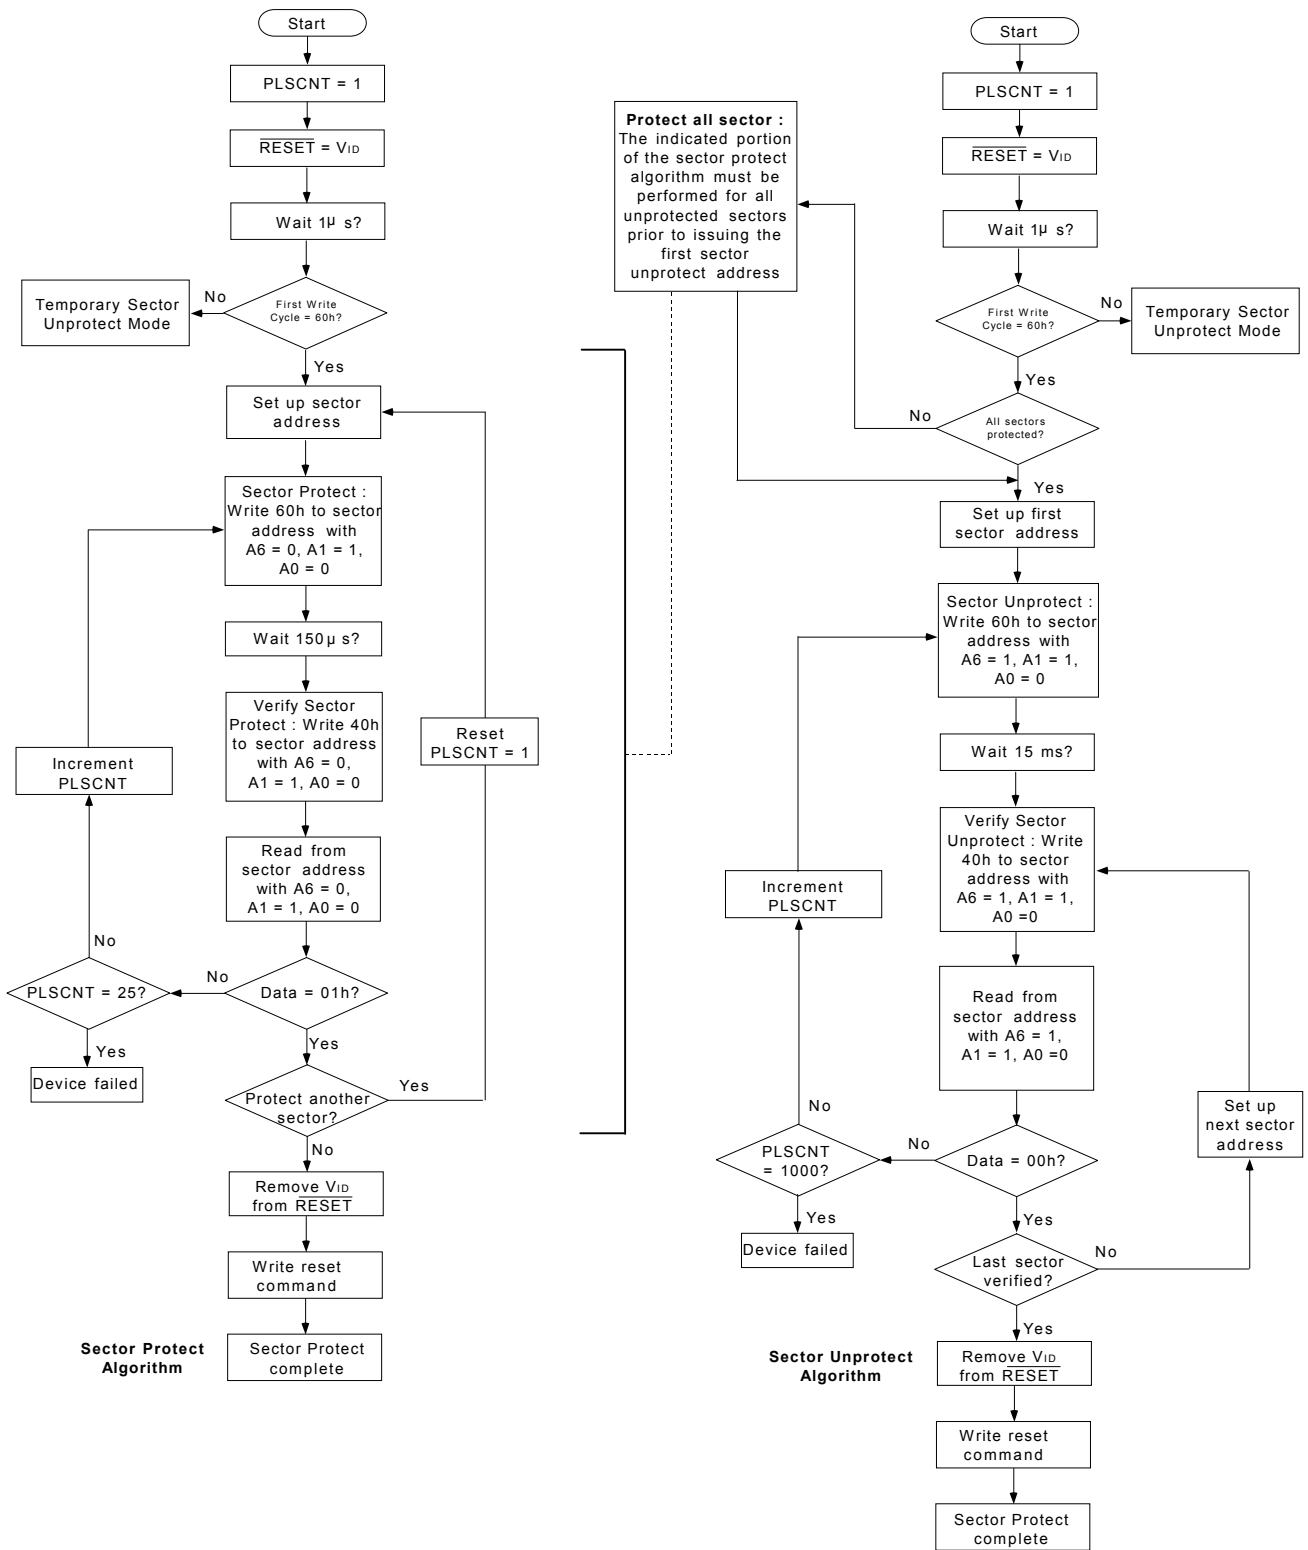 Start
PLSCNT = 1
RESET = VID
Wait 1µ s?
First Write
Cycle = 60h?
No
Temporary Sector
Unprotect Mode
Yes
Set up sector
address
Sector Protect :
Write 60h to sector
address with
A6 = 0, A1 = 1,
A0 = 0
Wait 150µ s?
Verify Sector
Protect : Write 40h
to sector address
with A6 = 0,
A1 = 1, A0 = 0
Reset
PLSCNT = 1
Increment
PLSCNT
Read from
sector address
with A6 = 0,
A1 = 1, A0 = 0
No
No
PLSCNT = 25?
Data = 01h?
Yes
Yes
Device failed
Protect another
sector?
Yes
No
Remove VID
from RESET
Write reset
command
Sector Protect
complete
Sector Protect
Algorithm
Protect all sector :
The indicated portion
of the sector protect
algorithm must be
performed for all
unprotected sectors
prior to issuing the
first sector
unprotect address
Start
PLSCNT = 1
RESET = VID
Wait 1µ s?
First Write
Cycle = 60h?
No
Temporary Sector
Unprotect Mode
Yes
No
All sectors
protected?
Yes
Set up first
sector address
Sector Unprotect :
Write 60h to sector
address with
A6 = 1, A1 = 1,
A0 = 0
Wait 15 ms?
Verify Sector
Unprotect : Write
40h to sector
address with
A6 = 1, A1 = 1,
A0 =0
Increment
PLSCNT
Read from
sector address
with A6 = 1,
A1 = 1, A0 =0
No
Set up
next sector
address
No
PLSCNT
= 1000?
Data = 00h?
Yes
Yes
Device failed
Last sector
verified?
No
Yes
Sector Unprotect
Algorithm
Remove VID
from RESET
Write reset
command
Sector Protect
complete